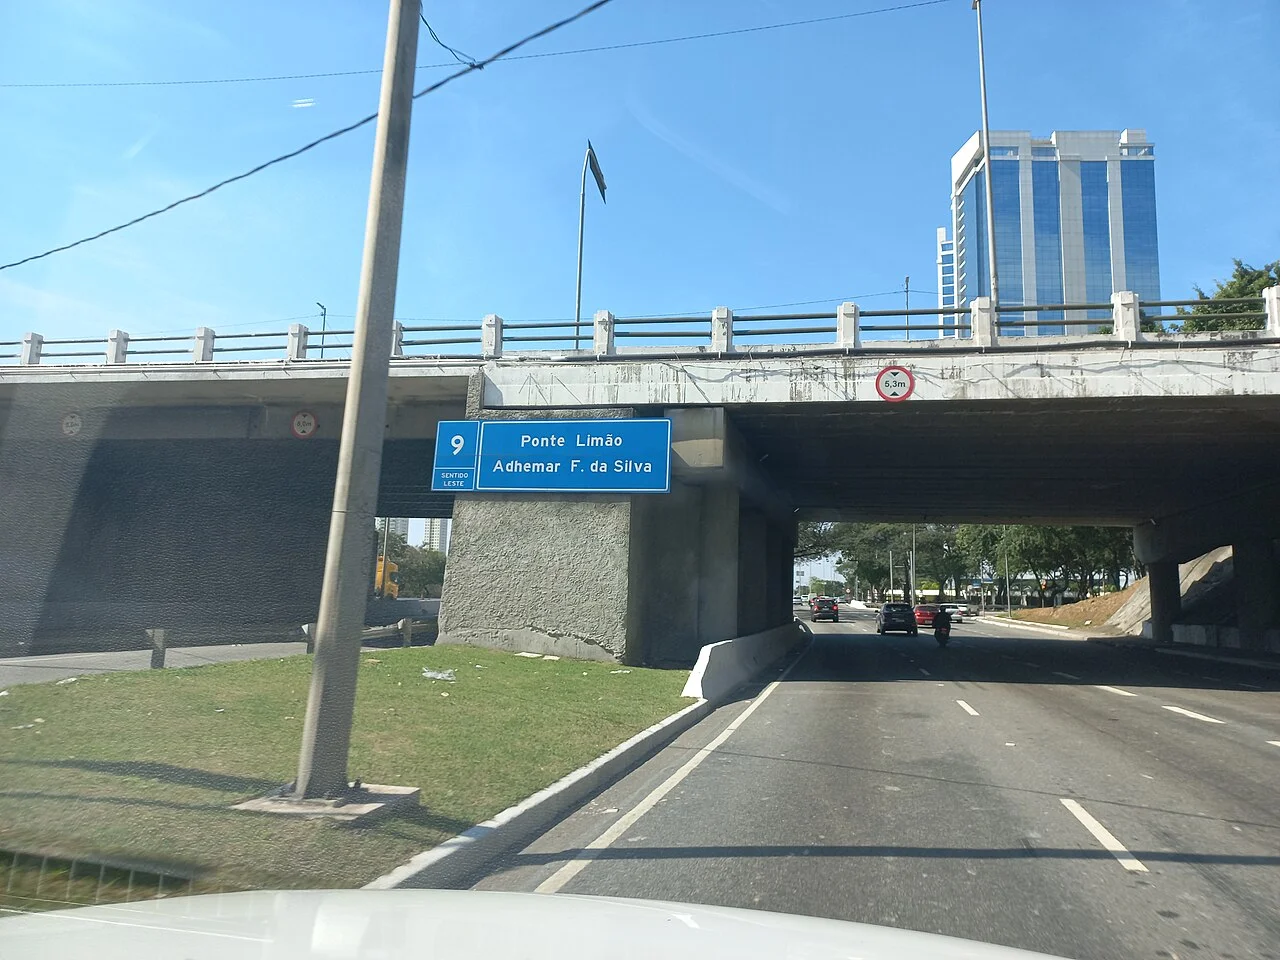 5,3m
9
SENTIDO
LESTE
Ponte Limão
Adhemar F. da Silva